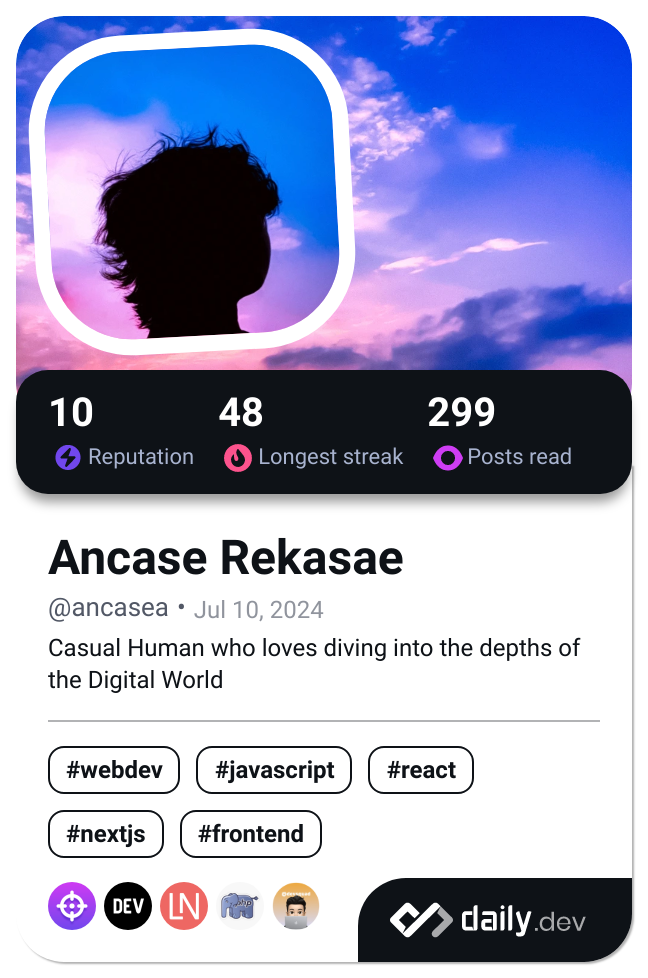 10 48 299
Reputation Longest streak Posts read
Ancase Rekasae
@ancasea • Jul 10, 2024
Casual Human who loves diving into the depths of
the Digital World
#webdev #javascript #react
#nextjs #frontend
DEV LN php
daily.dev